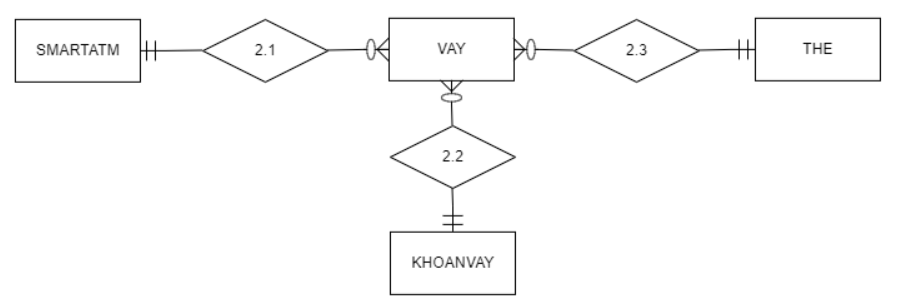 SMARTATM
2.1
VAY
2.3
THE
2.2
KHOANVAY